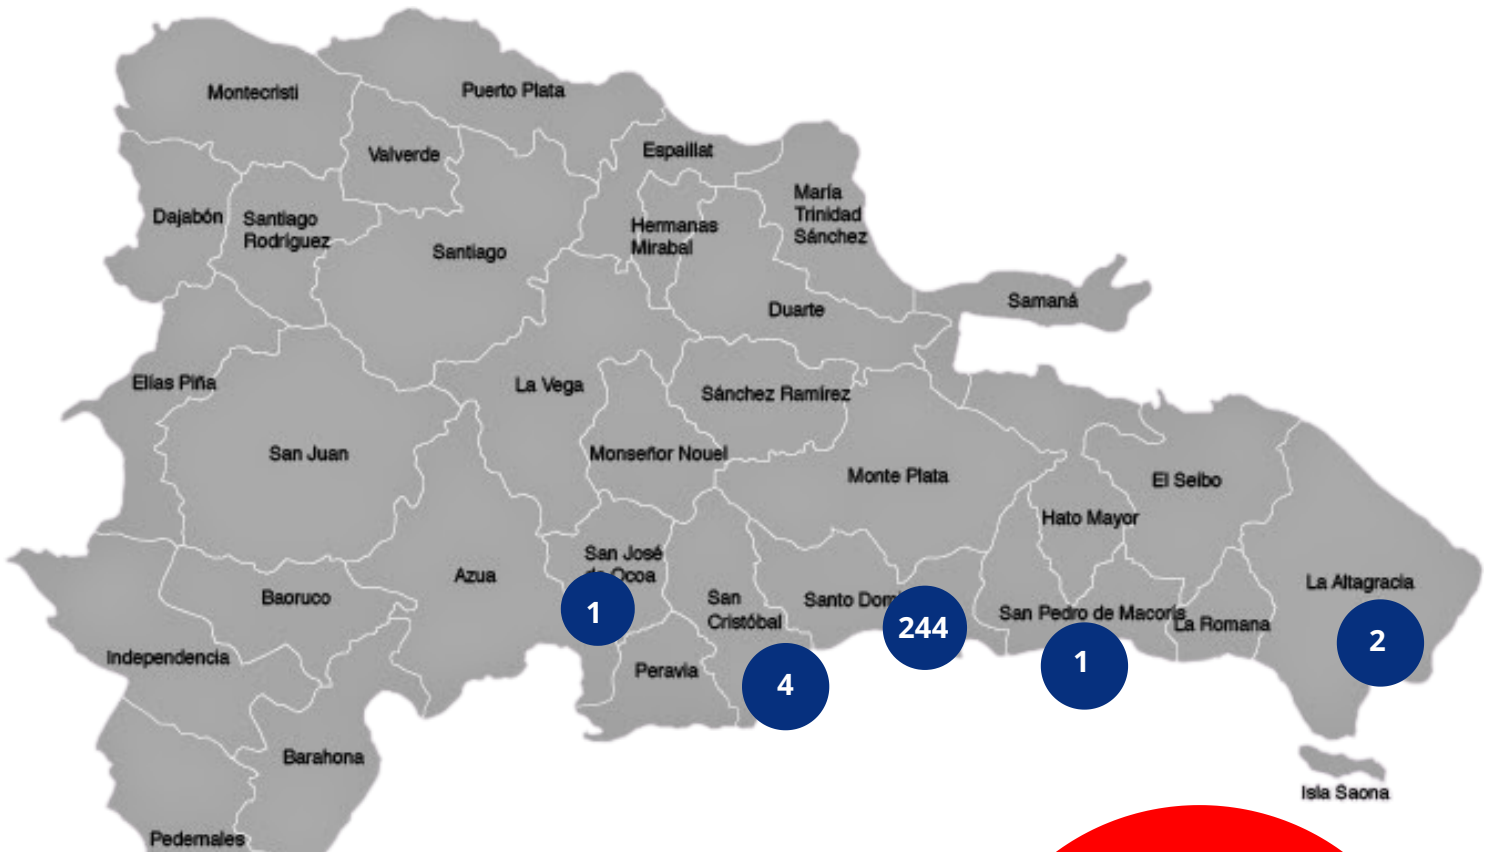 Montecristi
Puerto Plata
Valverde
Espaillat
Dajabón
Santiago
Rodríguez
Santiago
Hermanas
Mirabal
María
Trinidad
Sánchez
Duarte
Samaná
Elías Piña
La Vega
Sánchez Ramírez
San Juan
Monseñor Nouel
Monte Plata
El Seibo
Hato Mayor
Azua
San José
Ocoa
1
Baoruco
San
Cristóbal
Santo
244
San Pedro de Macorís
1
La Romana
La Altagracia
2
Independencia
Peravia
4
Barahona
Isla Saona
Pedernales